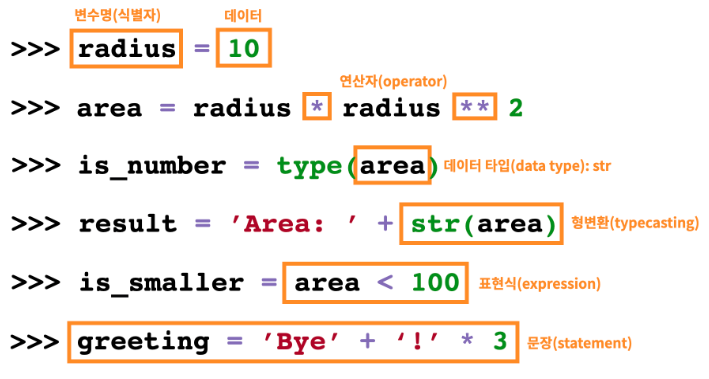 변수명(식별자) 데이터
>>> radius = 10
연산자(operator)
>>> area = radius * radius ** 2
>>> is_number = type(area) 데이터 타입(data type): str
>>> result = ’Area: ’ + str(area) 형변환(typecasting)
>>> is_smaller = area < 100 표현식(expression)
>>> greeting = ’Bye’ + ‘!’ * 3 문장(statement)